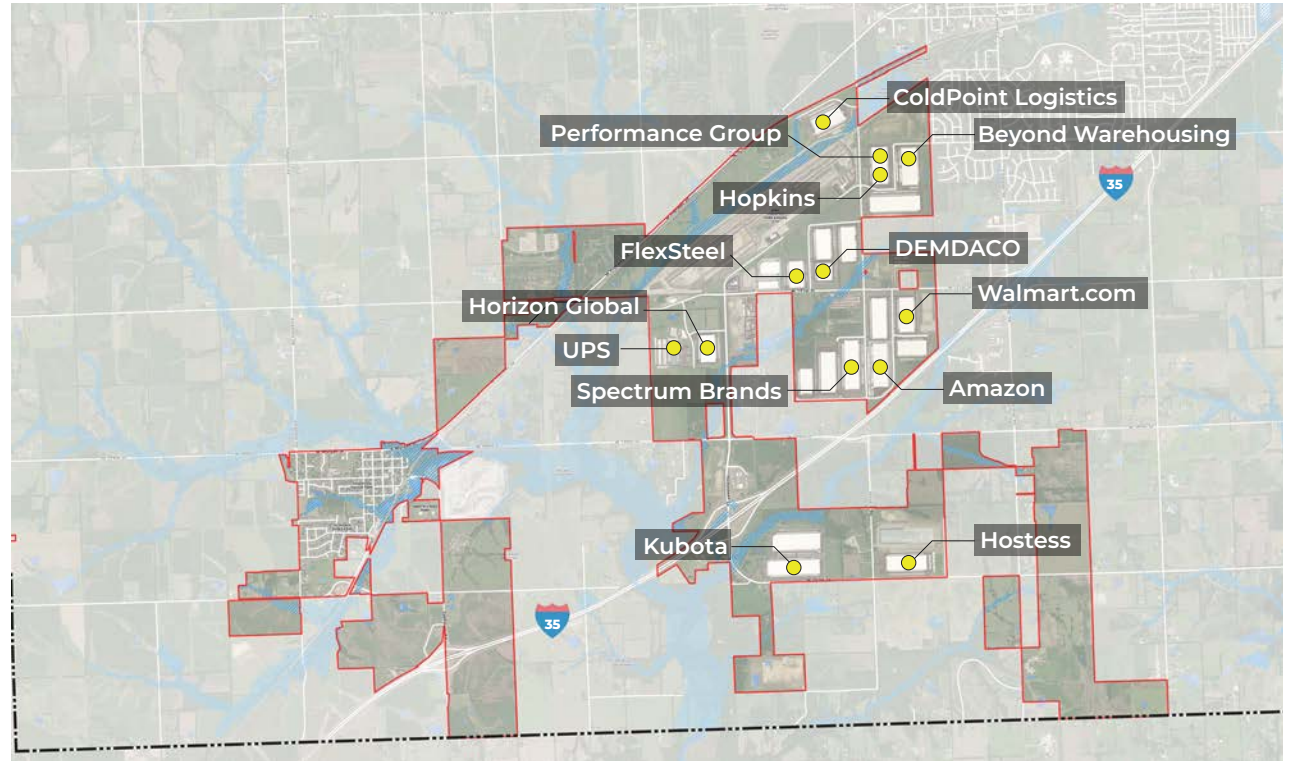 ColdPoint Logistics
Performance Group
Beyond Warehousing
35
Hopkins
FlexSteel
DEMDACO
Walmart.com
Horizon Global
UPS
Spectrum Brands
Amazon
Kubota
Hostess
35